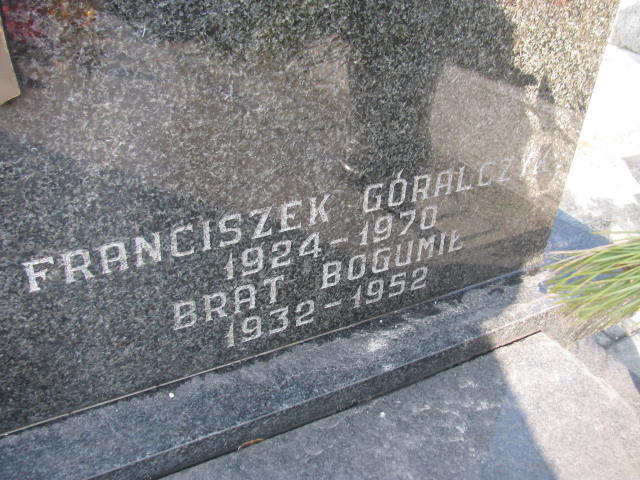 FRANCISZEK GÓRALCZYK
1924-1970
BRAT BOGUMIŁ
1932-1952